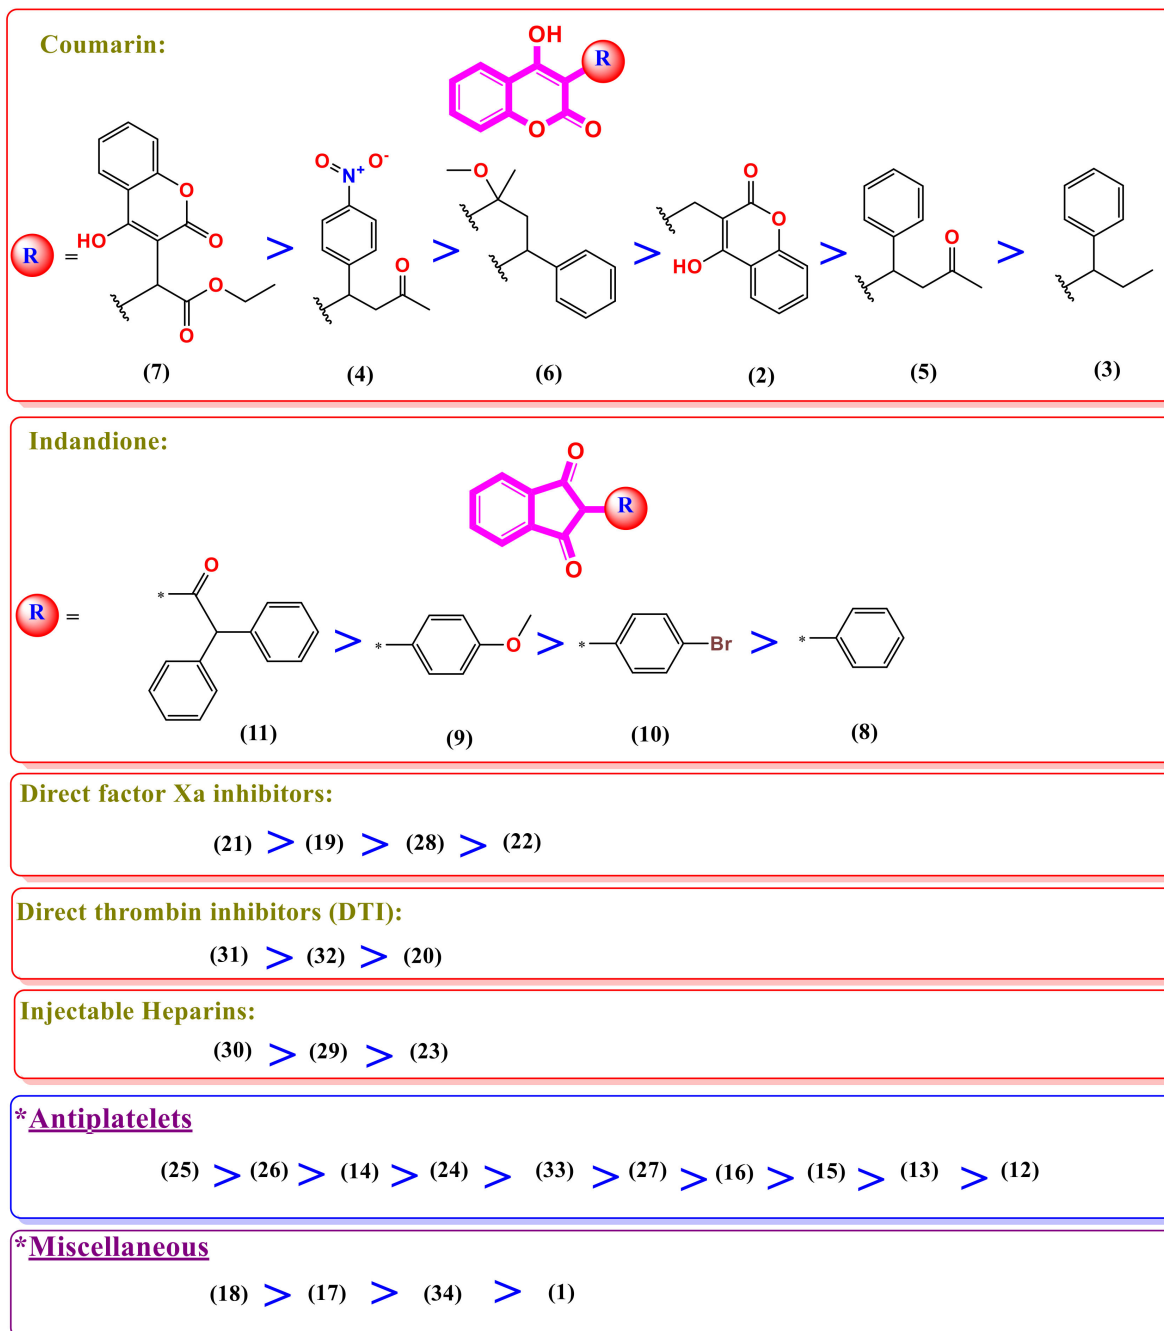 Coumarin:
OH
R
O O
O
O
HO
R =
O
O
>
O N+ O-
O
>
O
>
O
O
HO
>
O
>
(7) (4) (6) (2) (5) (3)
Indandione:
O
R
O
R =
* O
>
* O
>
* Br
>
*
(11) (9) (10) (8)
Direct factor Xa inhibitors:
(21) > (19) > (28) > (22)
Direct thrombin inhibitors (DTI):
(31) > (32) > (20)
Injectable Heparins:
(30) > (29) > (23)
*Antiplatelets
(25) > (26) > (14) > (24) > (33) > (27) > (16) > (15) > (13) > (12)
*Miscellaneous
(18) > (17) > (34) > (1)